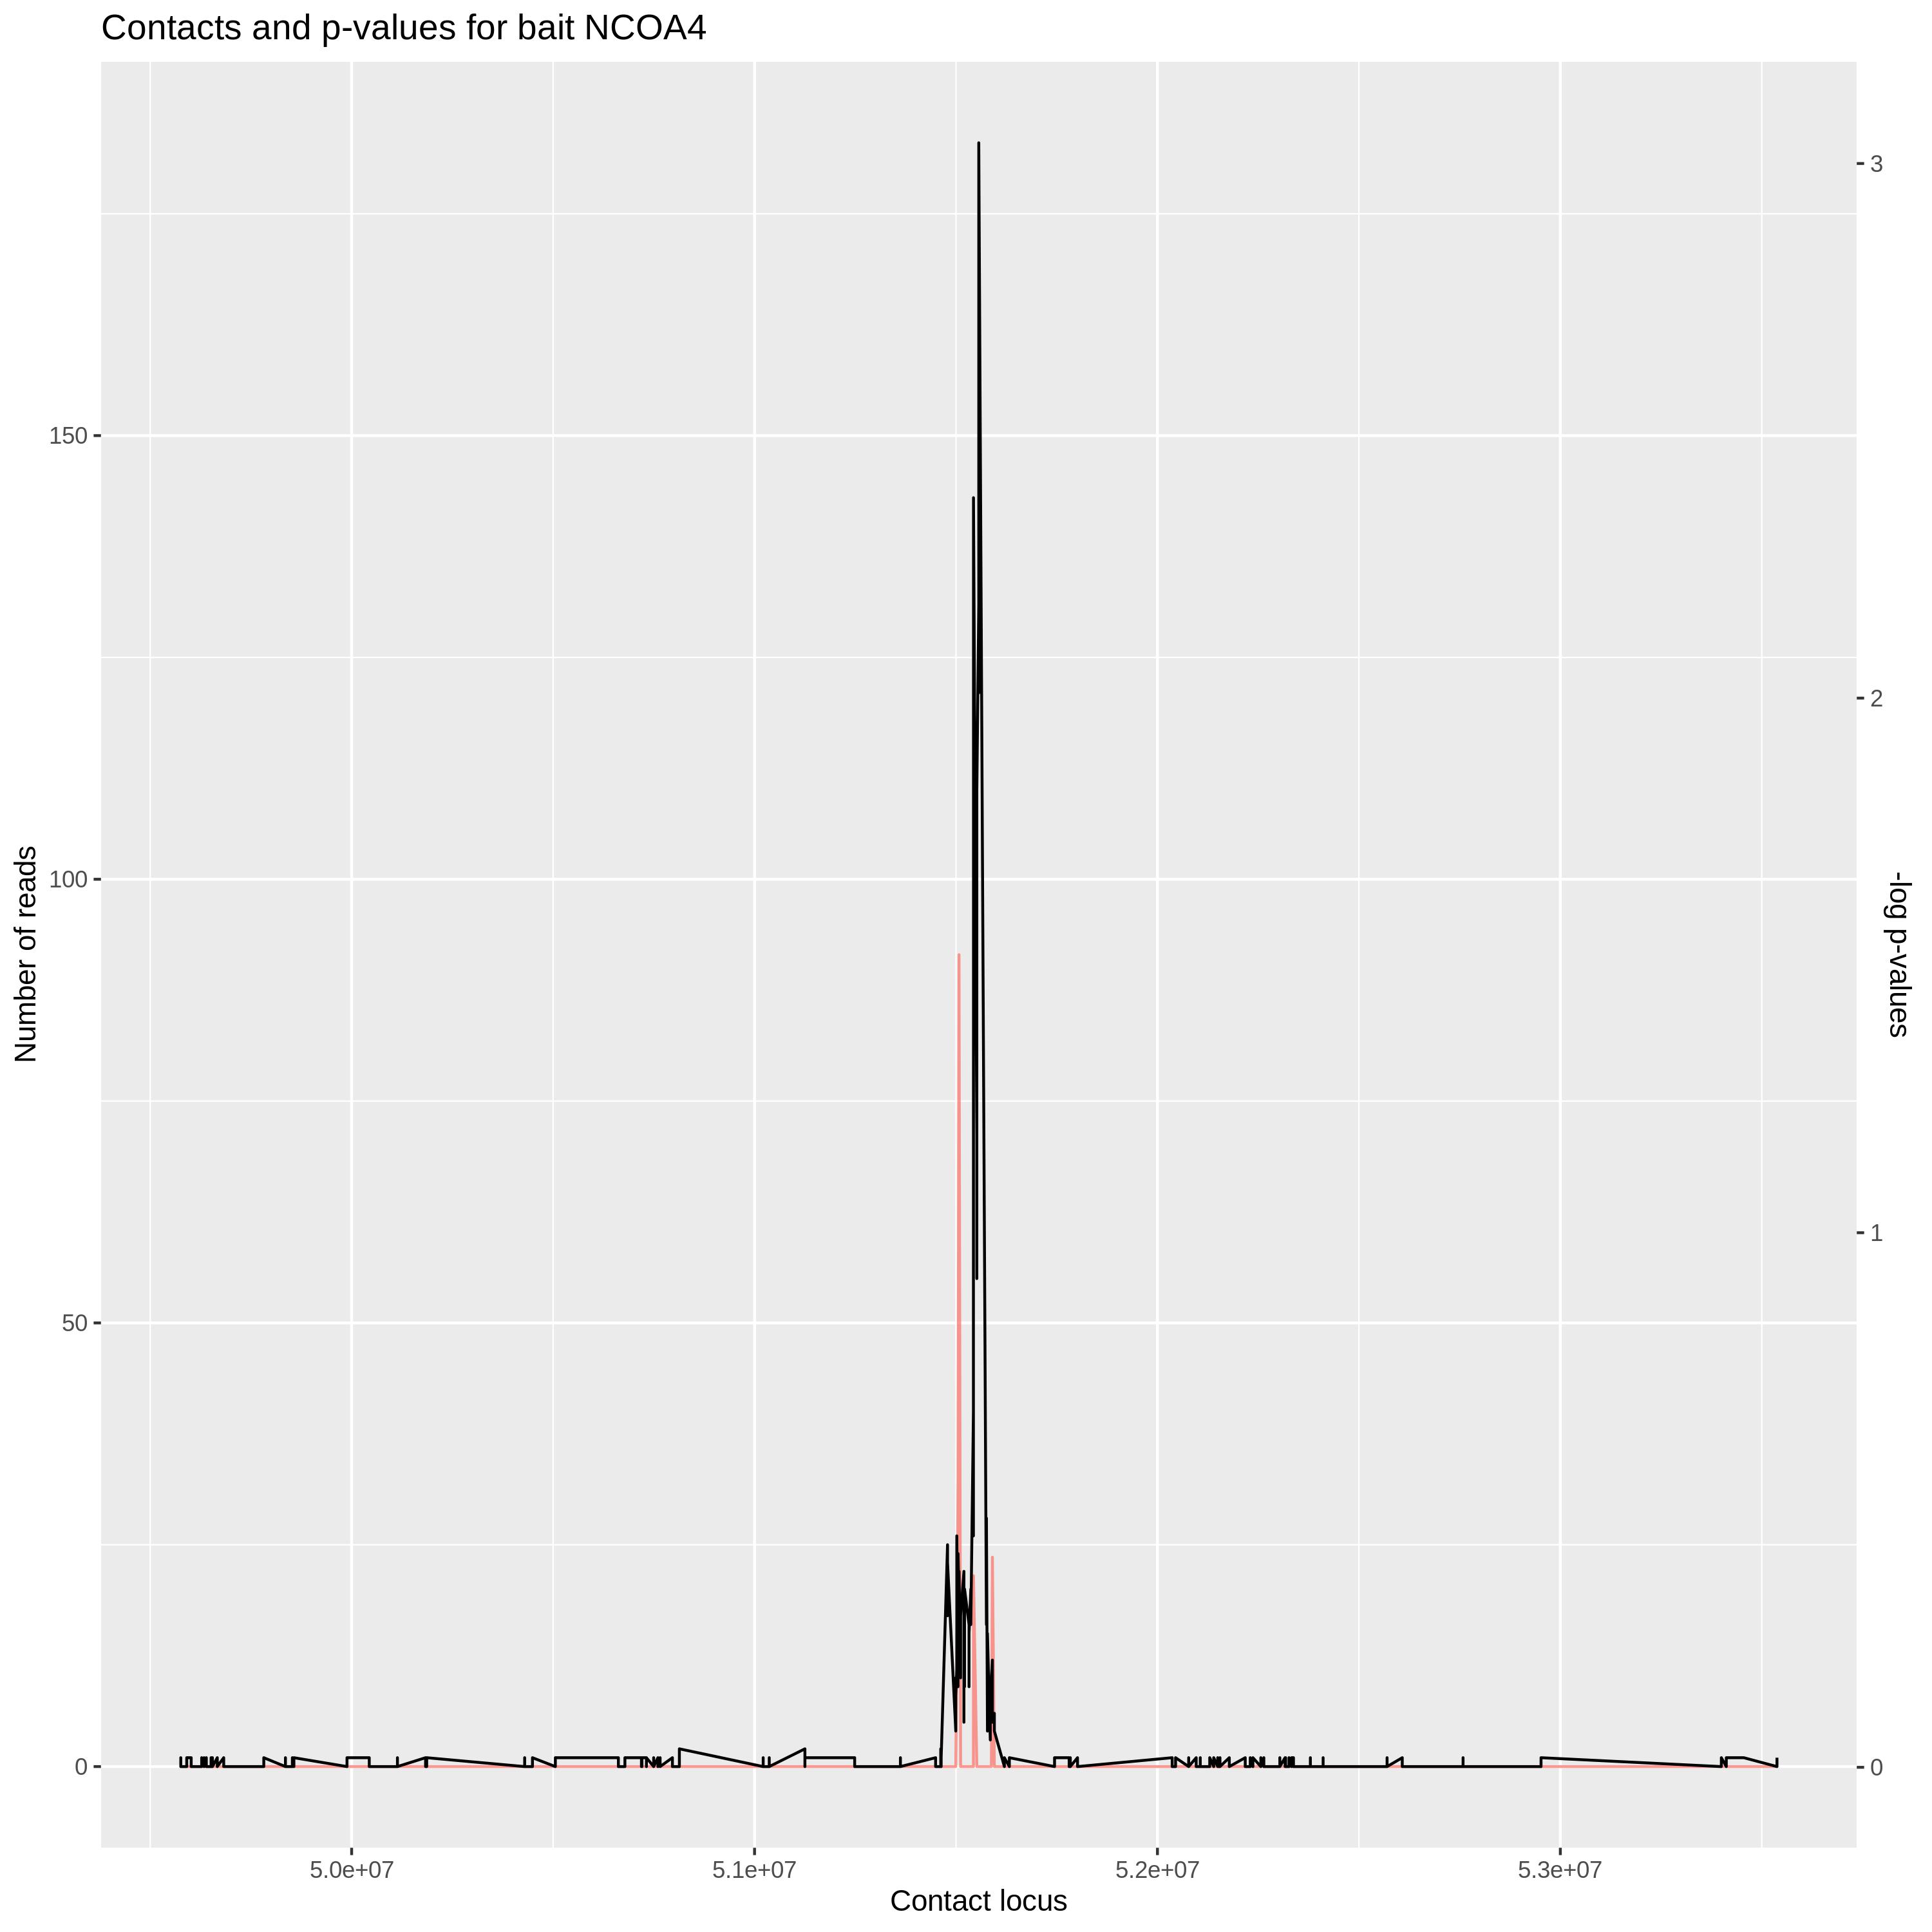 Contacts and p-values for bait NCOA4
Number of reads
150
100
50
0
3
2
1
0
-log p-values
5.0e+07
5.1e+07
5.2e+07
5.3e+07
Contact locus